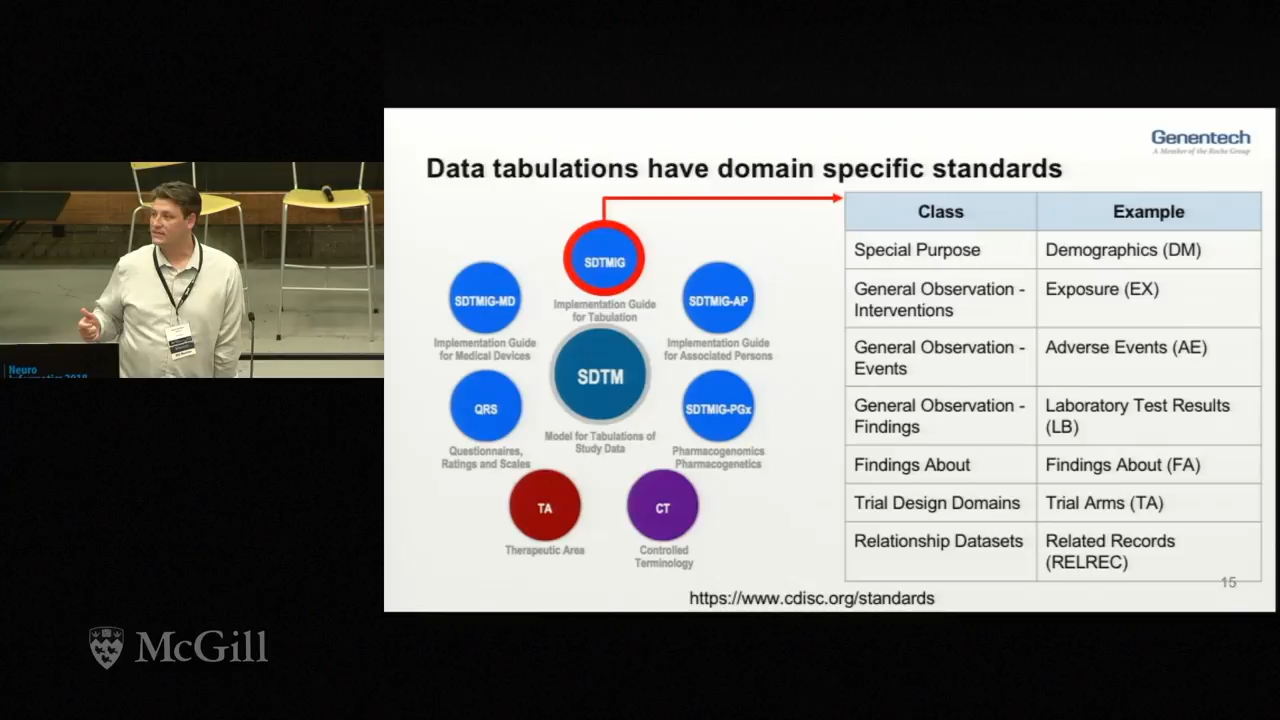 Genentech
A Member of the Roche Group
Data tabulations have domain specific standards
SDTMIG
Implementation Guide
for Tabulation
SDTMIG-MD
Implementation Guide
for Medical Devices
SDTMIG-AP
Implementation Guide
for Associated Persons
SDTM
Model for Tabulations of
Study Data
QRS
Questionnaires,
Ratings and Scales
SDTMIG-PGx
Pharmacogenomics
Pharmacogenetics
TA
Therapeutic Area
CT
Controlled
Terminology
Class Example
Special Purpose Demographics (DM)
General Observation - Exposure (EX)
Interventions
General Observation - Adverse Events (AE)
Events
General Observation - Laboratory Test Results
Findings (LB)
Findings About Findings About (FA)
Trial Design Domains Trial Arms (TA)
Relationship Datasets Related Records
(RELREC)
15
https://www.cdisc.org/standards
Neuro
Informatics 2018
McGill